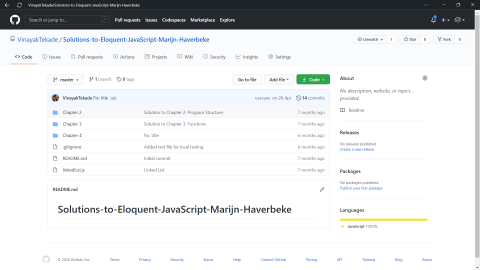 VinayakTekade/Solutions-to-Eloquent-JavaScript-Marijn-Haverbeke
Search or jump to...
Pull requests Issues Codespaces Marketplace Explore
VinayakTekade / Solutions-to-Eloquent-JavaScript-Marijn-Haverbeke
Unwatch 1 Star 0 Fork 0
Code Issues Pull requests Actions Projects Wiki Security Insights Settings
master 1 branch 0 tags Go to file Add file Code
VinayakTekade Fix: title on 26 Apr 14 commits
Chapter 2 Solution to Chapter 2: Program Structure 7 months ago
Chapter 3 Solution to Chapter 3: Functions 7 months ago
Chapter 4 Fix: title 6 months ago
.gitignore Added test file for local testing 6 months ago
README.md Initial commit 7 months ago
linkedList.js Linked List 7 months ago
README.md
Solutions-to-Eloquent-JavaScript-Marijn-Haverbeke
About
No description, website, or topics
provided.
Readme
Releases
No releases published
Create a new release
Packages
No packages published
Publish your first package
Languages
JavaScript 100.0%
© 2020 GitHub, Inc. Terms Privacy Security Status Help Contact GitHub Pricing API Training Blog About